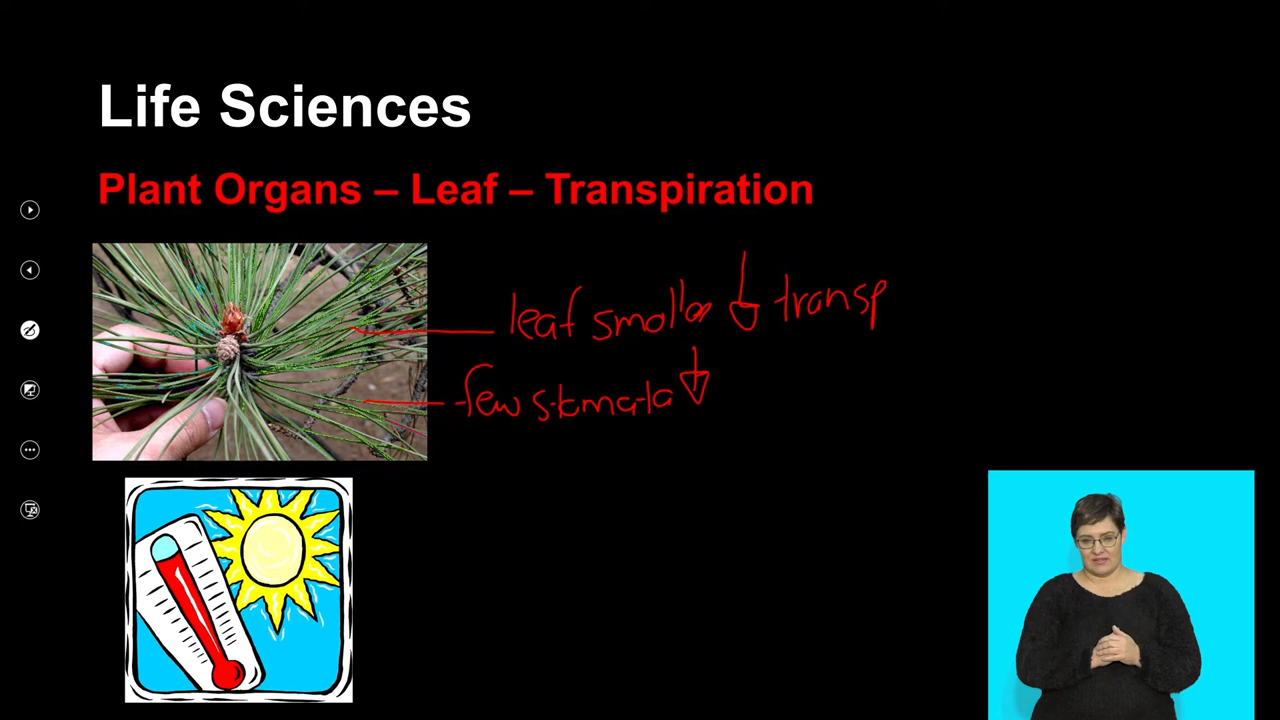 Life Sciences
Plant Organs – Leaf – Transpiration
leaf smaller ↓ transp
few stomata ↓